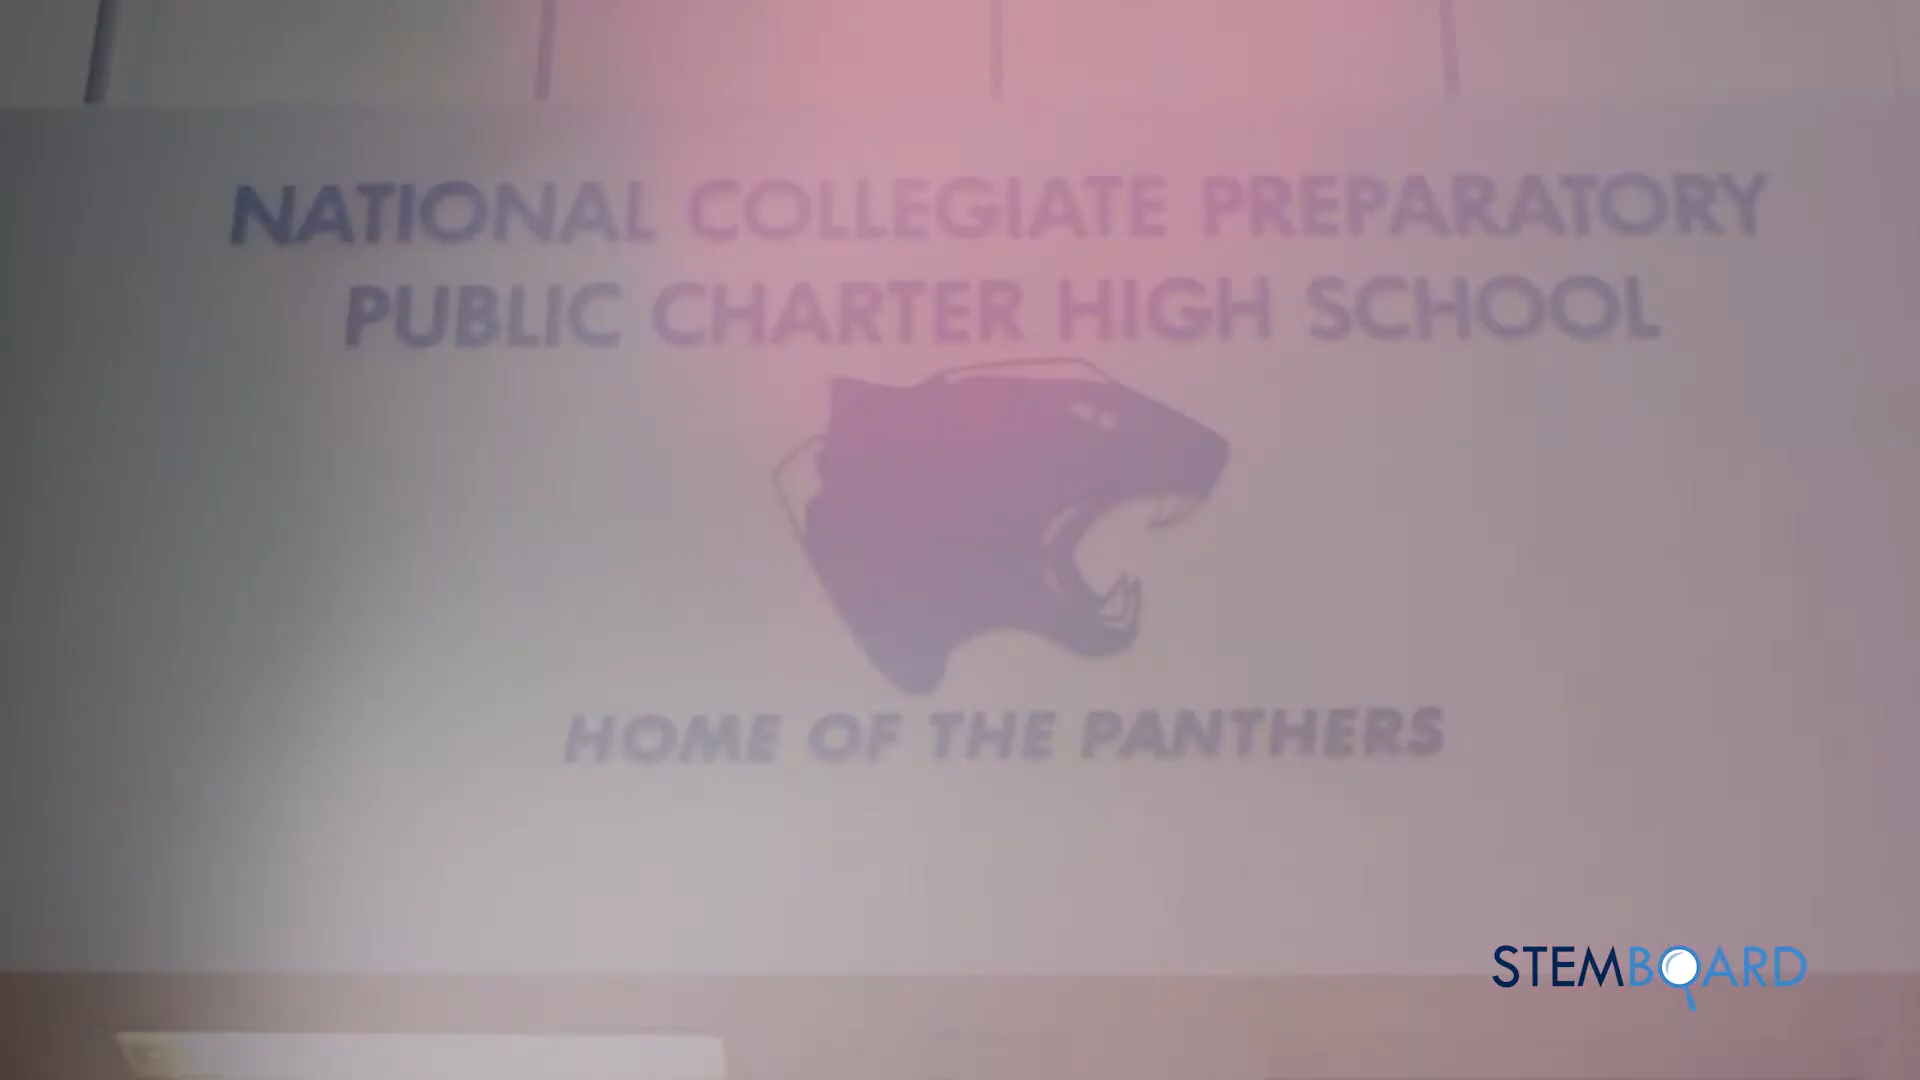 NATIONAL COLLEGIATE PREPARATORY
PUBLIC CHARTER HIGH SCHOOL
HOME OF THE PANTHERS
STEMBOARD